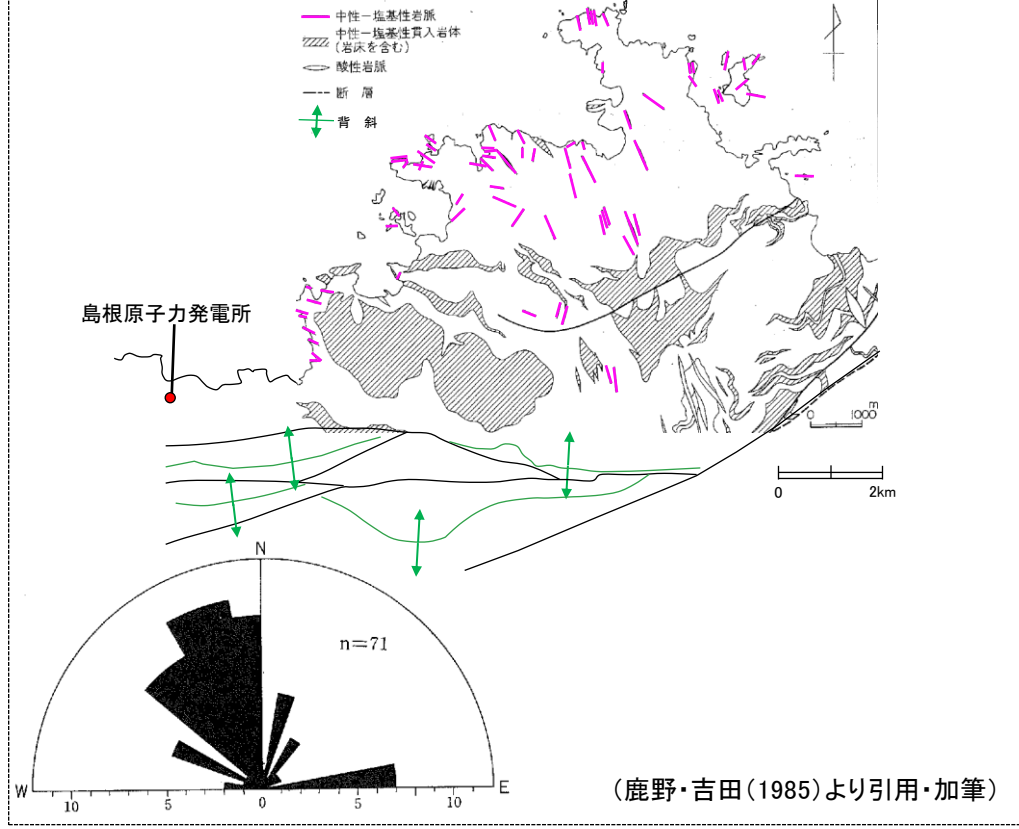 中性－塩基性岩脈
中性－塩基性貫入岩体
(岩床を含む)
酸性岩脈
断 層
背 斜
島根原子力発電所
m
0 1000
0 2km
N
n=71
W E
10 5 0 5 10
(鹿野・吉田(1985)より引用・加筆)